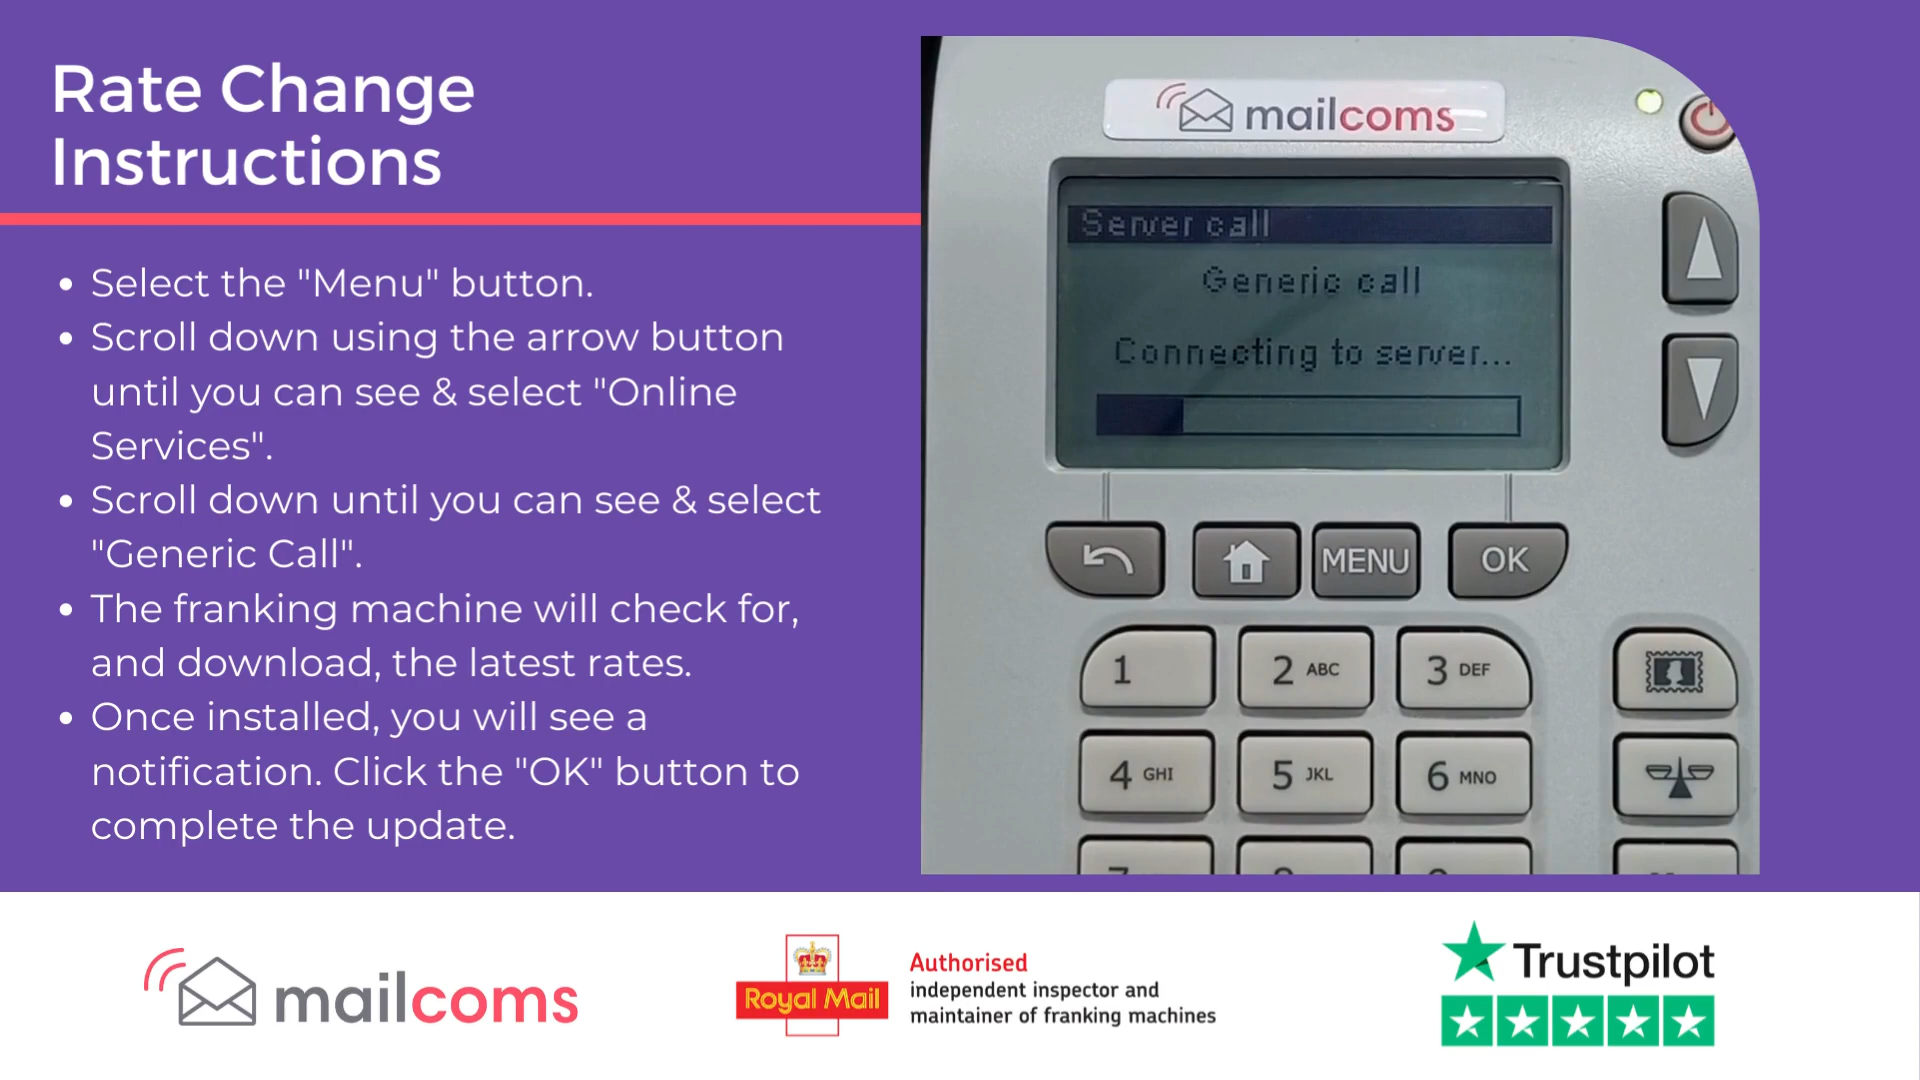 Rate Change
Instructions
• Select the "Menu" button.
• Scroll down using the arrow button
until you can see & select "Online
Services".
• Scroll down until you can see & select
"Generic Call".
• The franking machine will check for,
and download, the latest rates.
• Once installed, you will see a
notification. Click the "OK" button to
complete the update.
mailcoms
Server call
Generic call
Connecting to server...
MENU
OK
1
2 ABC
3 DEF
4 GHI
5 JKL
6 MNO
mailcoms
Royal Mail
Authorised
independent inspector and
maintainer of franking machines
Trustpilot